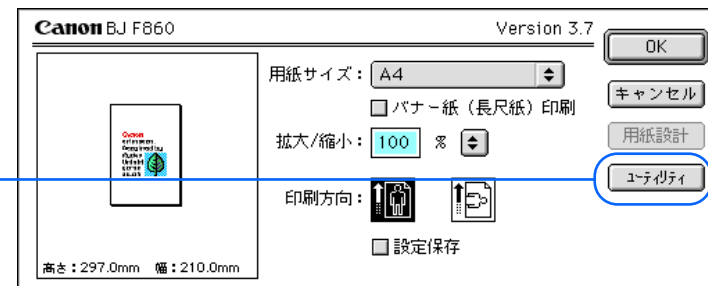 Canon BJ F860
Version 3.7
OK
用紙サイズ： A4
キャンセル
バナー紙（長尺紙）印刷
拡大/縮小： 100 %
用紙設計
ユーティリティ
印刷方向：
設定保存
高さ：297.0mm 幅：210.0mm
Canon